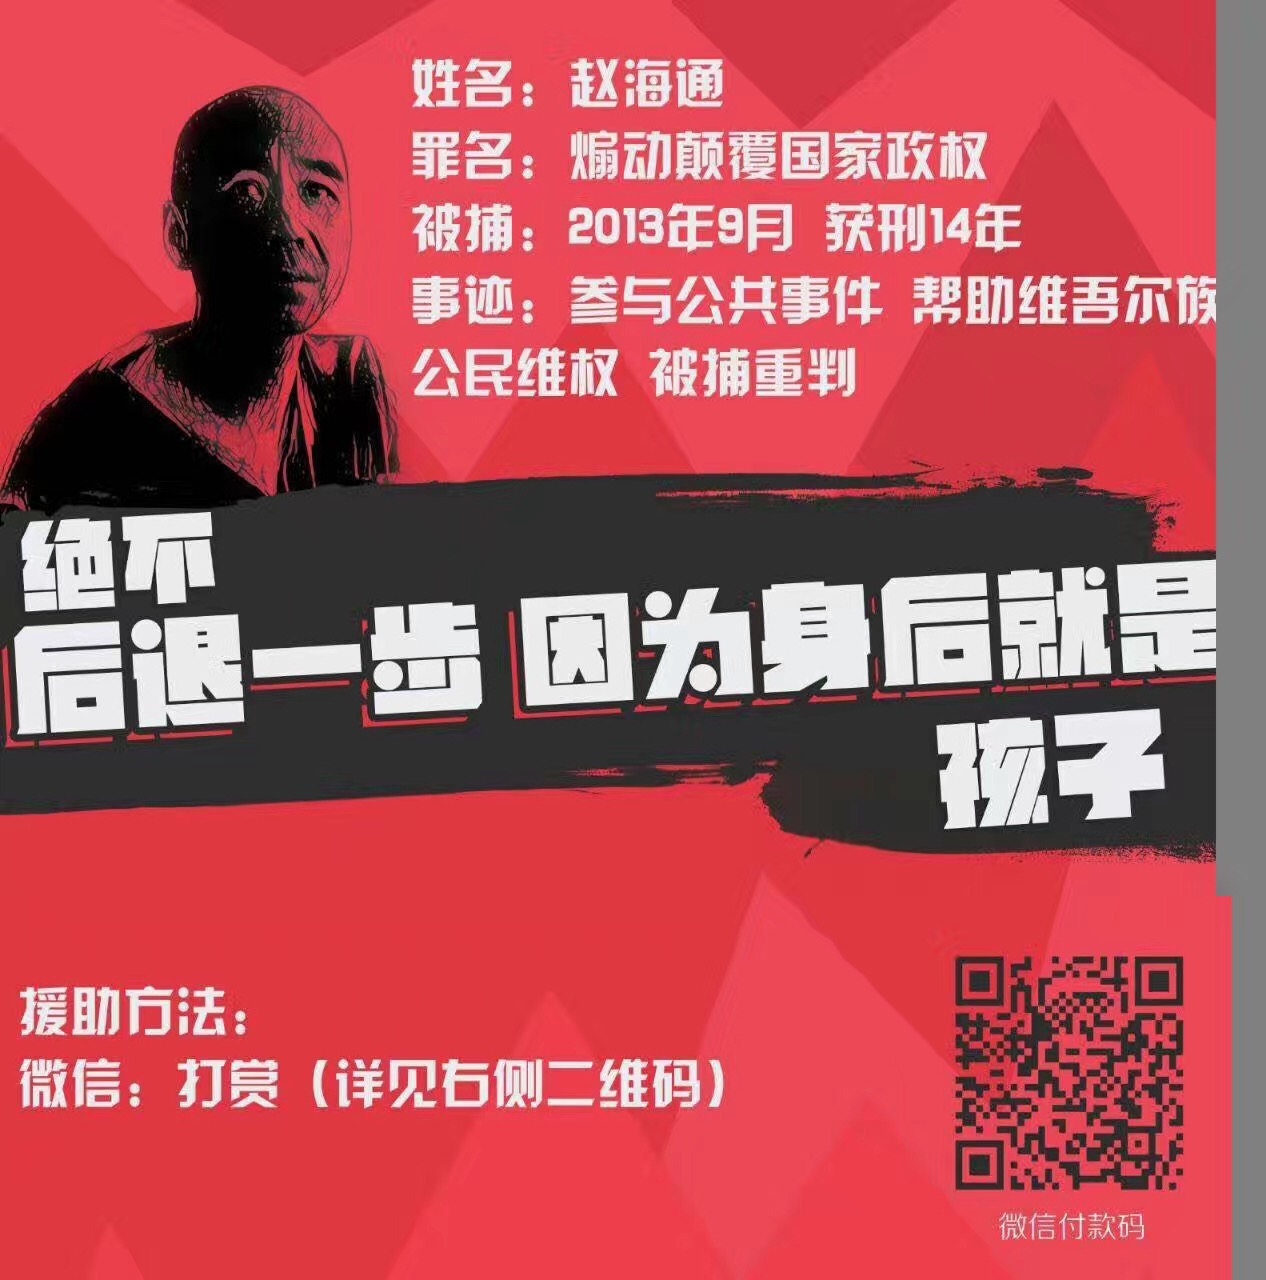 姓名：赵海通
罪名：煽动颠覆国家政权
被捕：2013年9月 获刑14年
事迹：参与公共事件 帮助维吾尔族
公民维权 被捕重判
绝不
后退一步 因为身后就是
孩子
援助方法：
微信：打赏（详见右侧二维码）
微信付款码